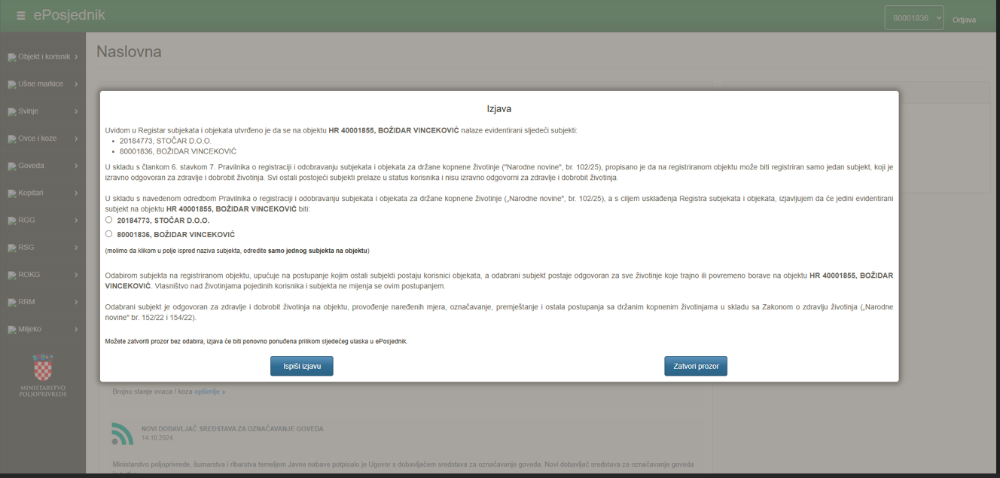 ePosjednik
80001836
Odjava
Objekt i korisnik
Ušne markice
Svinje
Ovce i koze
Goveda
Kopitari
RGG
RSG
ROKG
RRM
Mlijeko
MINISTARSTVO
POLJOPRIVREDE
Naslovna
Izjava
Uvidom u Registar subjekata i objekata utvrđeno je da se na objektu HR 40001855, BOŽIDAR VINCEKOVIĆ nalaze evidentirani sljedeći subjekti:
• 20184773, STOČAR D.O.O.
• 80001836, BOŽIDAR VINCEKOVIĆ
U skladu s člankom 6. stavkom 7. Pravilnika o registraciji i odobravanju subjekata i objekata za držane kopnene životinje ("Narodne novine", br. 102/25), propisano je da na registriranom objektu može biti registriran samo jedan subjekt, koji je
izravno odgovoran za zdravlje i dobrobit životinja. Svi ostali postojeći subjekti prelaze u status korisnika i nisu izravno odgovorni za zdravlje i dobrobit životinja.
U skladu s navedenom odredbom Pravilnika o registraciji i odobravanju subjekata i objekata za držane kopnene životinje („Narodne novine", br. 102/25), a s ciljem usklađenja Registra subjekata i objekata, izjavljujem da će jedini evidentirani
subjekt na objektu HR 40001855, BOŽIDAR VINCEKOVIĆ biti:
20184773, STOČAR D.O.O.
80001836, BOŽIDAR VINCEKOVIĆ
(molimo da klikom u polje ispred naziva subjekta, odredite samo jednog subjekta na objektu)
Odabirom subjekta na registriranom objektu, upućuje na postupanje kojim ostali subjekti postaju korisnici objekata, a odabrani subjekt postaje odgovoran za sve životinje koje trajno ili povremeno borave na objektu HR 40001855, BOŽIDAR
VINCEKOVIĆ. Vlasništvo nad životinjama pojedinih korisnika i subjekta ne mijenja se ovim postupanjem.
Odabrani subjekt je odgovoran za zdravlje i dobrobit životinja na objektu, provođenje naređenih mjera, označavanje, premještanje i ostala postupanja sa držanim kopnenim životinjama u skladu sa Zakonom o zdravlju životinja („Narodne
novine" br. 152/22 i 154/22).
Možete zatvoriti prozor bez odabira, izjava će biti ponovno ponuđena prilikom sljedećeg ulaska u ePosjednik.
Ispiši izjavu
Zatvori prozor
Brojno stanje ovaca / koza opširnije »
NOVI DOBAVLJAČ SREDSTAVA ZA OZNAČAVANJE GOVEDA
14.10.2024.
Ministarstvo poljoprivrede, šumarstva i ribarstva temeljem Javne nabave potpisalo je Ugovor s dobavljačem sredstava za označavanje goveda. Novi dobavljač sredstava za označavanje goveda